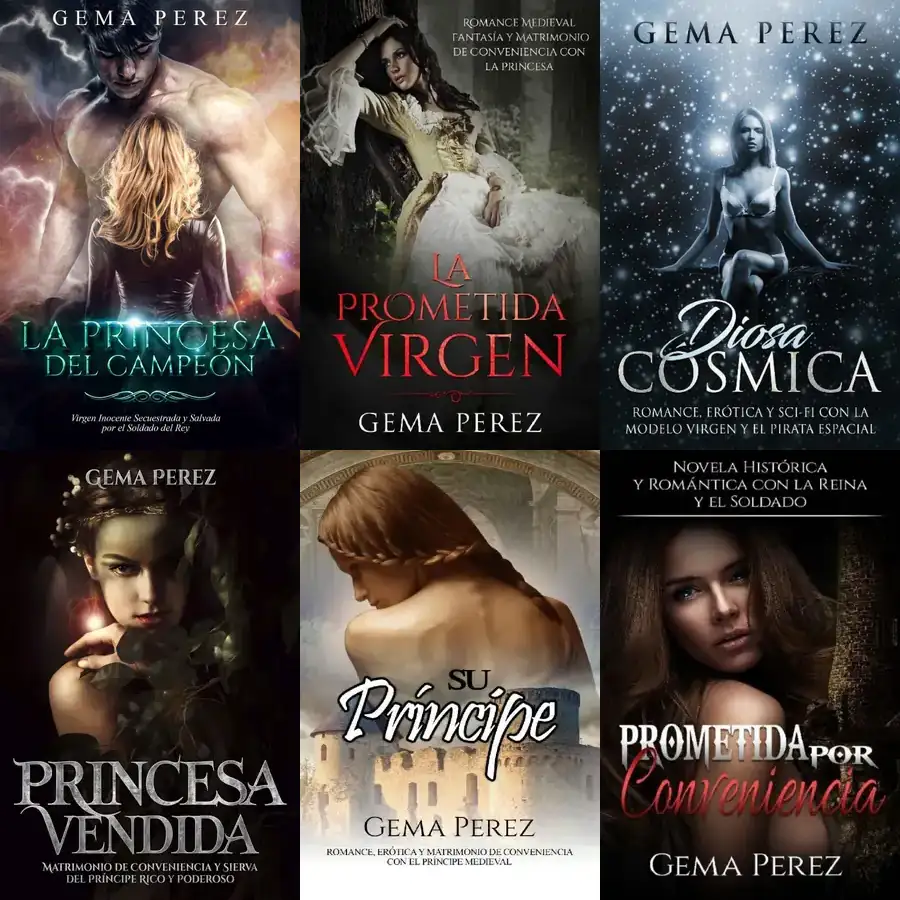 GEMA PEREZ
LA PRINCESA
DEL CAMPEÓN
Virgen Inocente Secuestrada y Salvada
por el Soldado del Rey
ROMANCE MEDIEVAL
FANTASÍA Y MATRIMONIO
DE CONVENIENCIA CON
LA PRINCESA
LA
PROMETIDA
VIRGEN
GEMA PEREZ
GEMA PEREZ
Diosa
CÓSMICA
ROMANCE, ERÓTICA Y SCI-FI CON LA
MODELO VIRGEN Y EL PIRATA ESPACIAL
GEMA PEREZ
PRINCESA
VENDIDA
MATRIMONIO DE CONVENIENCIA Y SIERVA
DEL PRÍNCIPE RICO Y PODEROSO
SU
Príncipe
GEMA PEREZ
ROMANCE, ERÓTICA Y MATRIMONIO DE CONVENIENCIA
CON EL PRÍNCIPE MEDIEVAL
NOVELA HISTÓRICA
Y ROMÁNTICA CON LA REINA
Y EL SOLDADO
PROMETIDA POR
Conveniencia
GEMA PEREZ